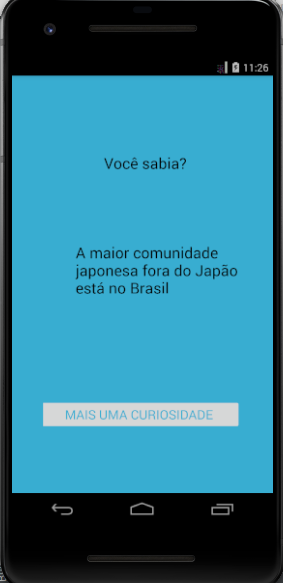 11:26
Você sabia?
A maior comunidade
japonesa fora do Japão
está no Brasil
MAIS UMA CURIOSIDADE